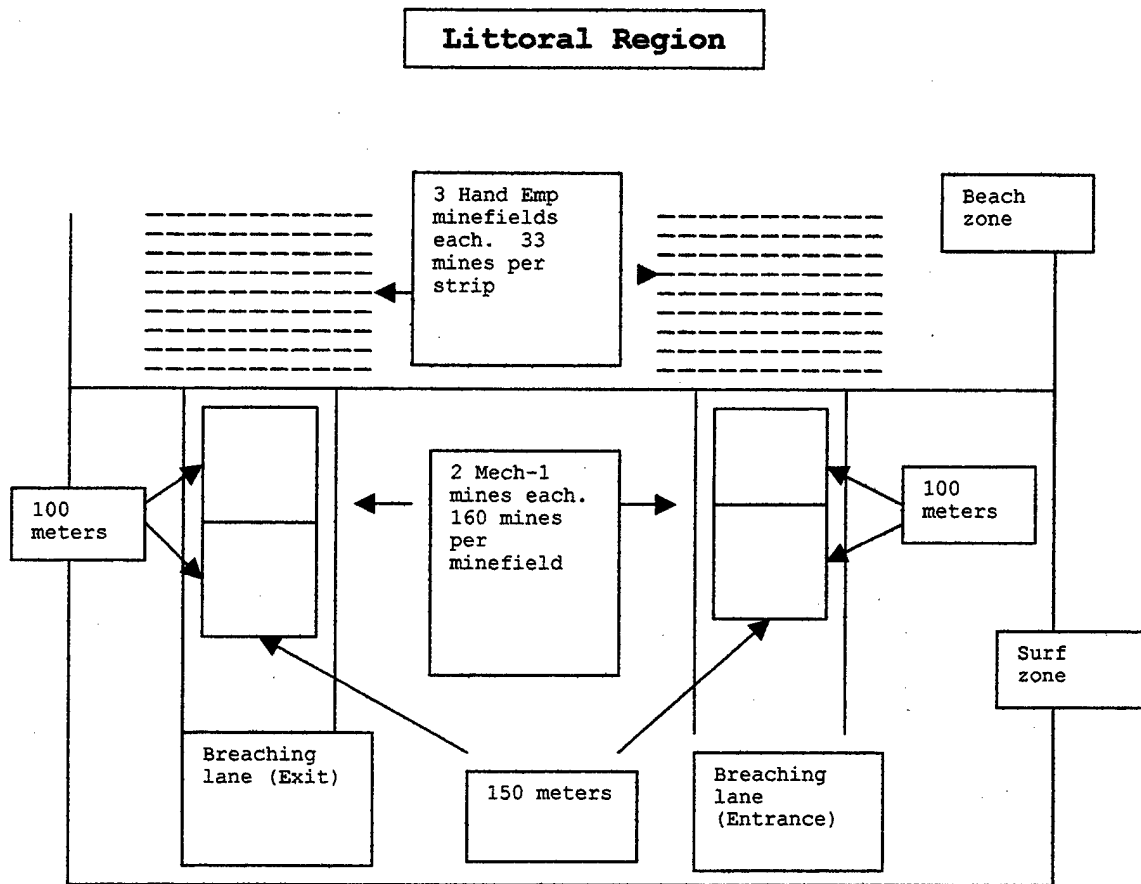 Littoral Region
3 Hand Emp
minefields
each. 33
mines per
strip
Beach
zone
100
meters
2 Mech-1
mines each.
160 mines
per
minefield
100
meters
Surf
zone
Breaching
lane (Exit)
150 meters
Breaching
lane
(Entrance)